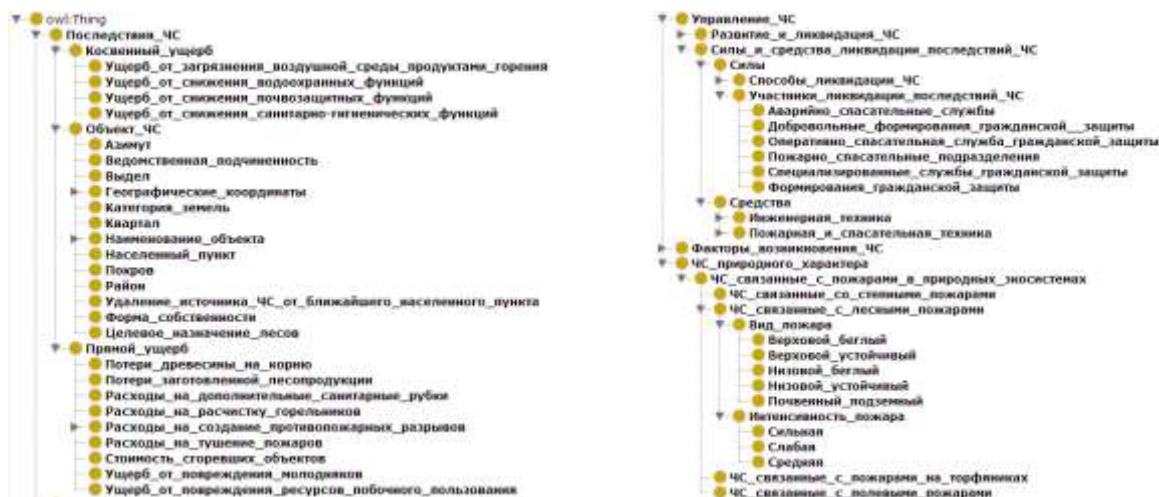 owl:Thing
Последствия_ЧС
Косвенный_ущерб
Ущерб_от_загрязнения_воздушной_среды_продуктами_горения
Ущерб_от_снижения_водоохранных_функций
Ущерб_от_снижения_почвозащитных_функций
Ущерб_от_снижения_санитарно-гигиенических_функций
Объект_ЧС
Азимут
Ведомственная_подчиненность
Выдел
Географические_координаты
Категория_земель
Квартал
Наименование_объекта
Населенный_пункт
Покров
Район
Удаление_источника_ЧС_от_ближайшего_населенного_пункта
Форма_собственности
Целевое_назначение_лесов
Прямой_ущерб
Потери_древесины_на_корню
Потери_заготовленной_лесопродукции
Расходы_на_дополнительные_санитарные_рубки
Расходы_на_расчистку_горельников
Расходы_на_создание_противопожарных_разрывов
Расходы_на_тушение_пожаров
Стоимость_сгоревших_объектов
Ущерб_от_повреждения_молодняков
Ущерб_от_повреждения_ресурсов_побочного_пользования
Управление_ЧС
Развитие_и_ликвидация_ЧС
Силы_и_средства_ликвидации_последствий_ЧС
Силы
Способы_ликвидации_ЧС
Участники_ликвидации_последствий_ЧС
Аварийно_спасательные_службы
Добровольные_формирования_гражданской__защиты
Оперативно_спасательная_служба_гражданской_защиты
Пожарно_спасательные_подразделения
Специализированные_службы_гражданской_защиты
Формирования_гражданской_защиты
Средства
Инженерная_техника
Пожарная_и_спасательная_техника
Факторы_возникновения_ЧС
ЧС_природного_характера
ЧС_связанные_с_пожарами_в_природных_экосистемах
ЧС_связанные_со_степными_пожарами
ЧС_связанные_с_лесными_пожарами
Вид_пожара
Верховой_беглый
Верховой_устойчивый
Низовой_беглый
Низовой_устойчивый
Почвенный_подземный
Интенсивность_пожара
Сильная
Слабая
Средняя
ЧС_связанные_с_пожарами_на_торфяниках
ЧС_связанные_с_полевыми_пожарами